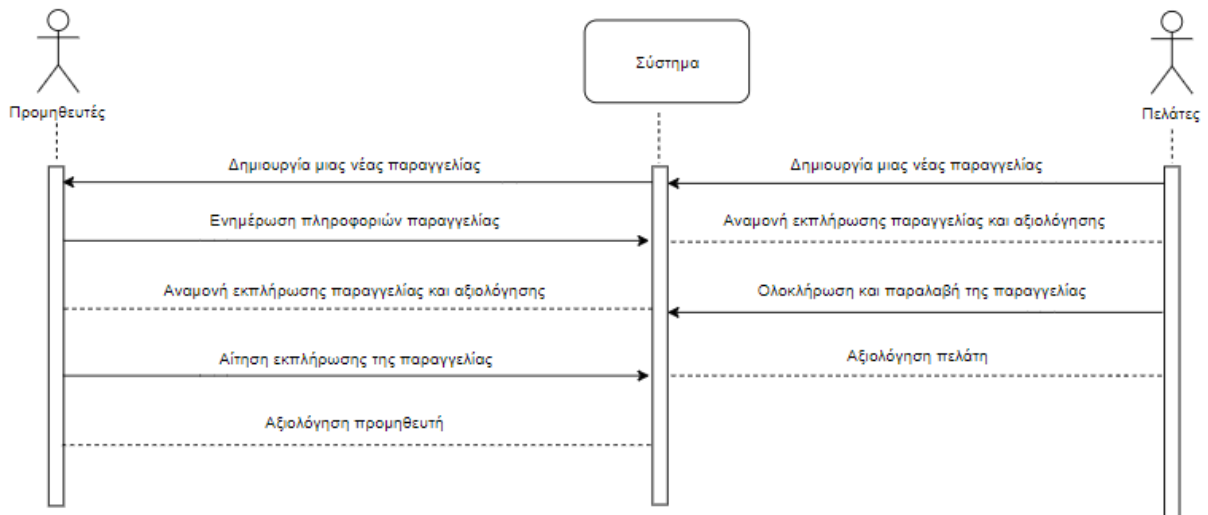 Προμηθευτές
Σύστημα
Πελάτες
Δημιουργία μιας νέας παραγγελίας
Δημιουργία μιας νέας παραγγελίας
Ενημέρωση πληροφοριών παραγγελίας
Αναμονή εκπλήρωσης παραγγελίας και αξιολόγησης
Αναμονή εκπλήρωσης παραγγελίας και αξιολόγησης
Ολοκλήρωση και παραλαβή της παραγγελίας
Αίτηση εκπλήρωσης της παραγγελίας
Αξιολόγηση πελάτη
Αξιολόγηση προμηθευτή